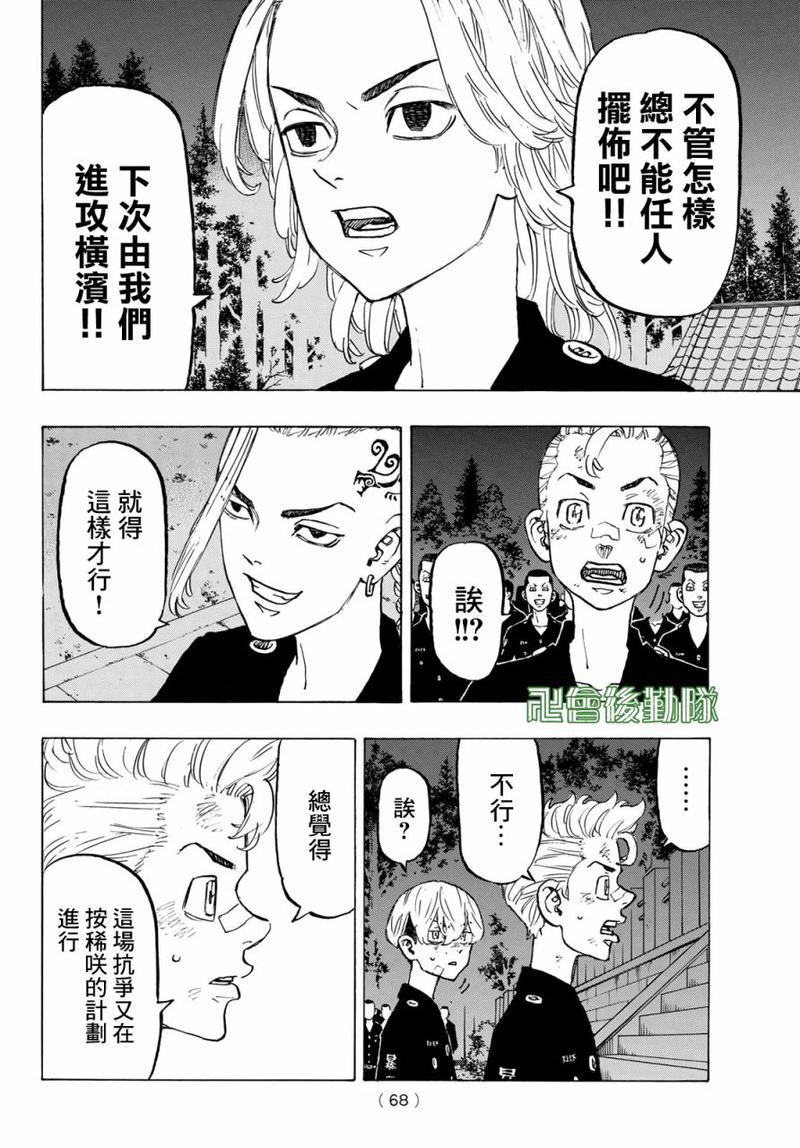 不管怎樣
總不能任人
擺佈吧!!
下次由我們
進攻橫濱!!
誒
!!?
就得
這樣才行！
卍會後勤隊
……
不行…
誒？
總覺得
這場抗爭又在
按稀咲的計劃
進行
（68）